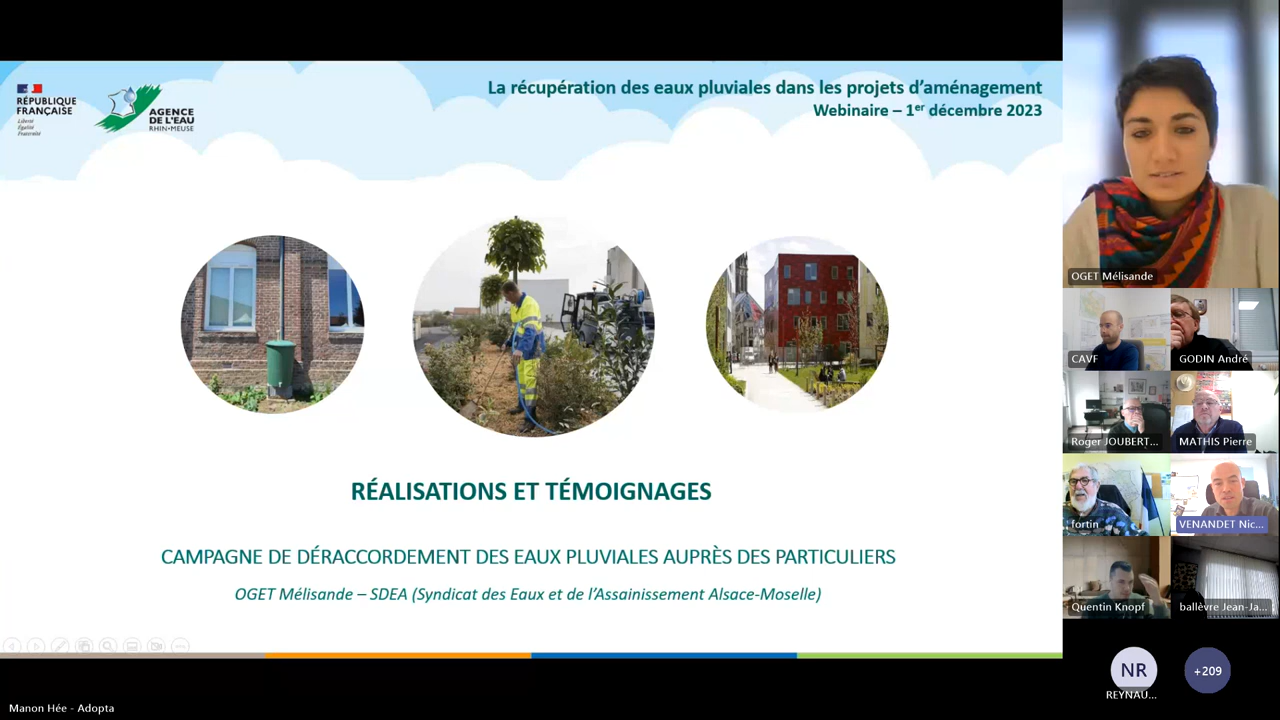 RÉPUBLIQUE
FRANÇAISE
Liberté
Égalité
Fraternité
AGENCE
DE L'EAU
RHIN•MEUSE
La récupération des eaux pluviales dans les projets d'aménagement
Webinaire – 1er décembre 2023
RÉALISATIONS ET TÉMOIGNAGES
CAMPAGNE DE DÉRACCORDEMENT DES EAUX PLUVIALES AUPRÈS DES PARTICULIERS
OGET Mélisande – SDEA (Syndicat des Eaux et de l'Assainissement Alsace-Moselle)
Manon Hée - Adopta
OGET Mélisande
CAVF
GODIN André
Roger JOUBERT...
MATHIS Pierre
fortin
VENANDET Nic...
Quentin Knopf
ballèvre Jean-Ja...
NR
REYNAU...
+209